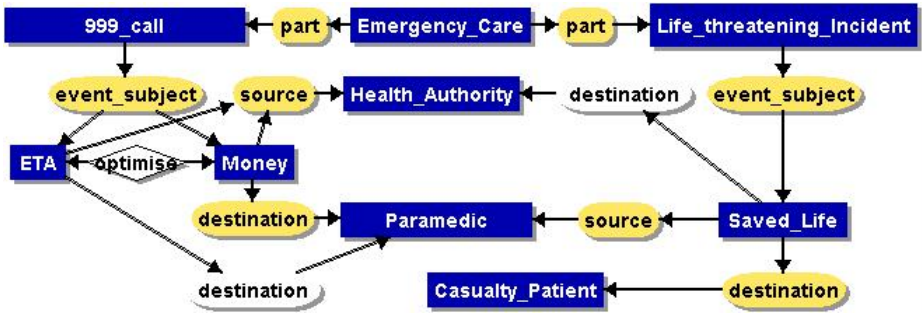 999_call
part
Emergency_Care
part
Life_threatening_Incident
event_subject
source
Health_Authority
destination
event_subject
ETA
optimise
Money
destination
Paramedic
source
Saved_Life
destination
Casualty_Patient
destination